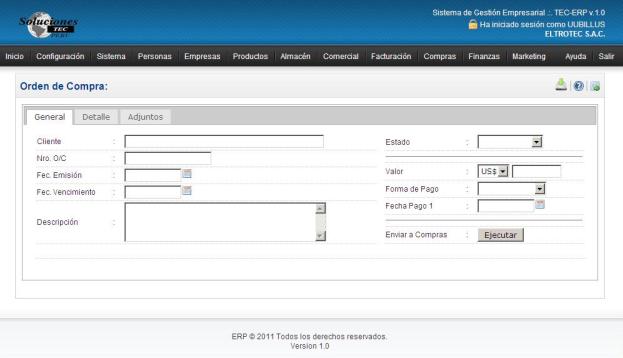 Soluciones
TEC
PERU
Sistema de Gestión Empresarial .:. TEC-ERP v.1.0
Ha iniciado sesión como UUBILLUS
ELTROTEC S.A.C.
Inicio Configuración Sistema Personas Empresas Productos Almacén Comercial Facturación Compras Finanzas Marketing Ayuda Salir
Orden de Compra:
General Detalle Adjuntos
Cliente :
Nro. O/C :
Fec. Emisión :
Fec. Vencimiento :
Descripción :
Estado :
Valor : US$
Forma de Pago :
Fecha Pago 1 :
Enviar a Compras : Ejecutar
ERP © 2011 Todos los derechos reservados.
Version 1.0